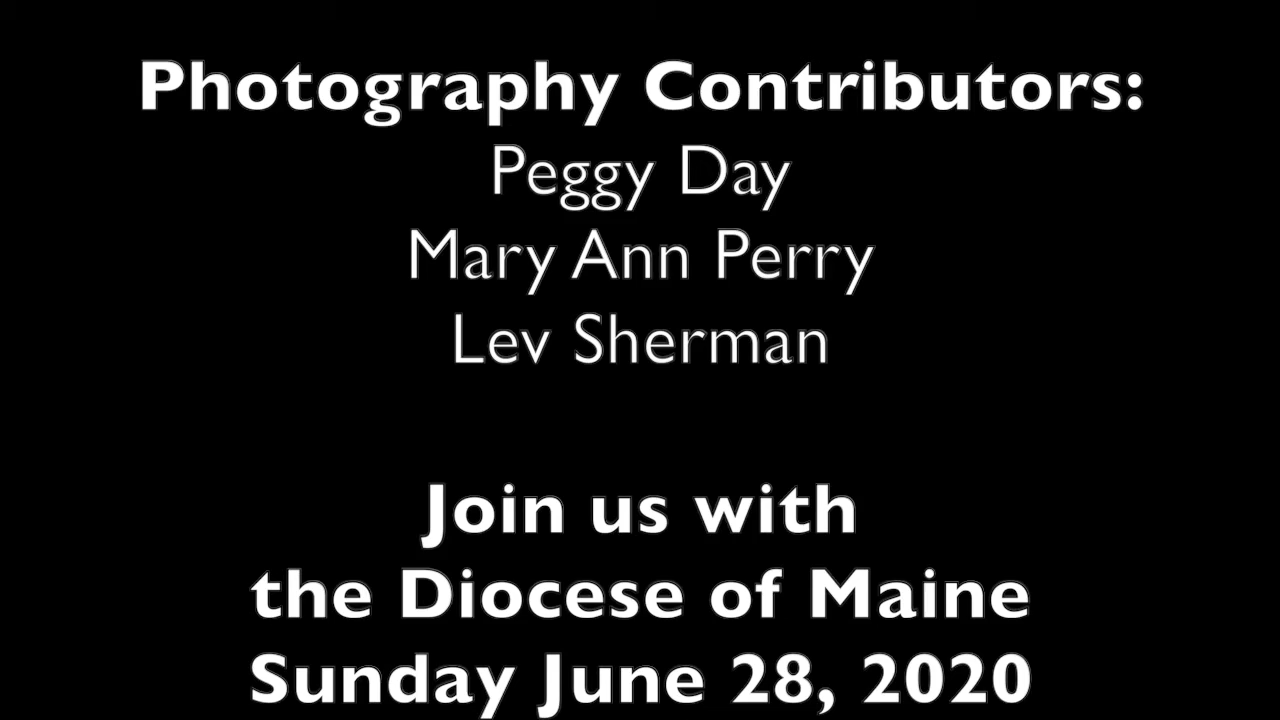 Photography Contributors:
Peggy Day
Mary Ann Perry
Lev Sherman
Join us with
the Diocese of Maine
Sunday June 28, 2020